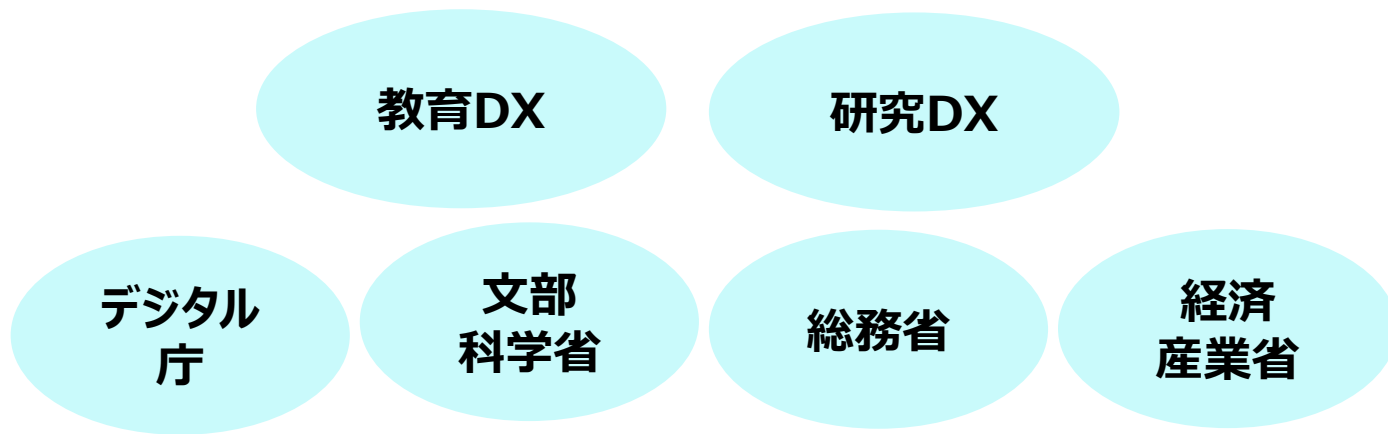 教育DX
研究DX
デジタル
庁
文部
科学省
総務省
経済
産業省